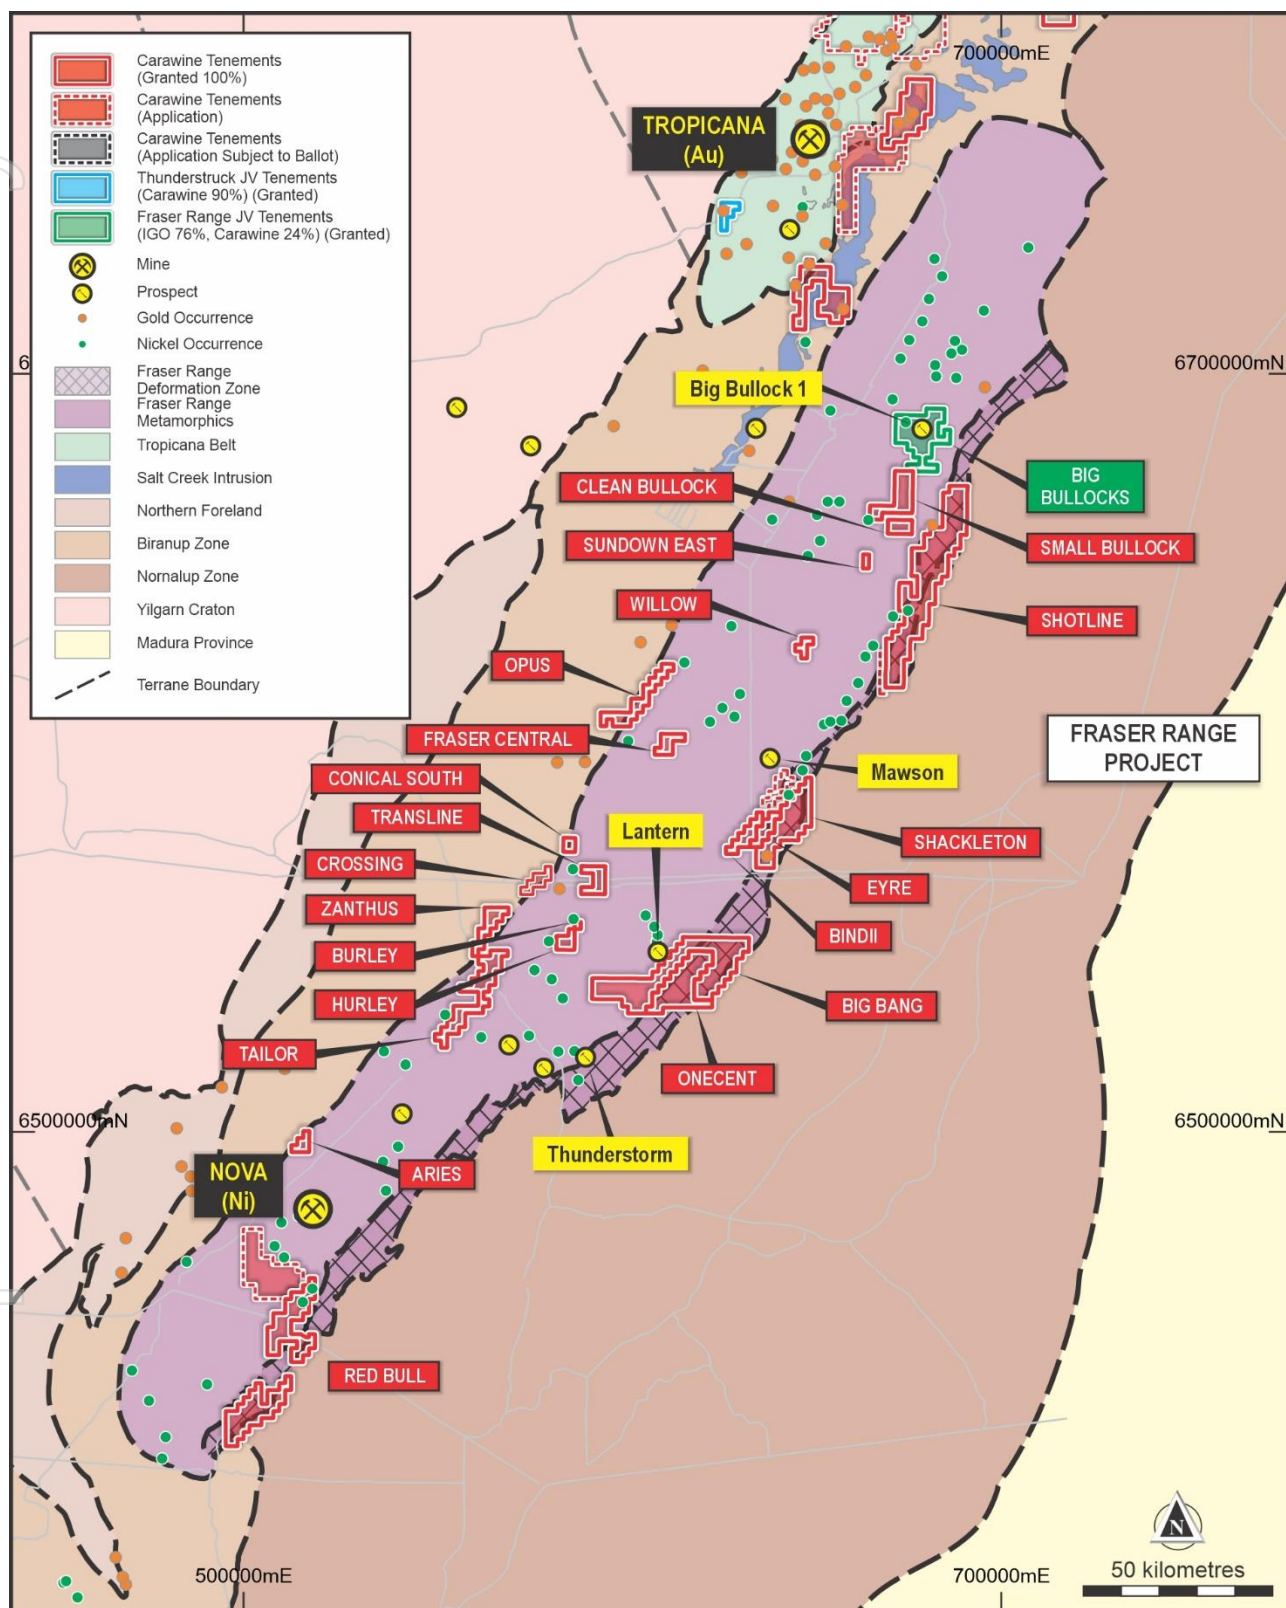 Carawine Tenements
(Granted 100%)
Carawine Tenements
(Application)
Carawine Tenements
(Application Subject to Ballot)
Thunderstruck JV Tenements
(Carawine 90%) (Granted)
Fraser Range JV Tenements
(IGO 76%, Carawine 24%) (Granted)
Mine
Prospect
Gold Occurrence
Nickel Occurrence
Fraser Range
Deformation Zone
Fraser Range
Metamorphics
Tropicana Belt
Salt Creek Intrusion
Northern Foreland
Biranup Zone
Nornalup Zone
Yilgarn Craton
Madura Province
Terrane Boundary
700000mE
TROPICANA
(Au)
6
6700000mN
Big Bullock 1
BIG
BULLOCKS
CLEAN BULLOCK
SUNDOWN EAST
SMALL BULLOCK
WILLOW
SHOTLINE
OPUS
FRASER CENTRAL
FRASER RANGE
PROJECT
CONICAL SOUTH
Mawson
TRANSLINE
Lantern
SHACKLETON
CROSSING
EYRE
ZANTHUS
BINDII
BURLEY
HURLEY
BIG BANG
TAILOR
ONECENT
6500000mN
6500000mN
Thunderstorm
NOVA
(Ni)
ARIES
RED BULL
N
500000mE
700000mE
50 kilometres